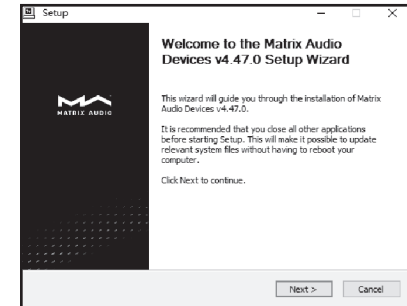 Setup
Welcome to the Matrix Audio
Devices v4.47.0 Setup Wizard
MATRIX AUDIO
This wizard will guide you through the installation of Matrix
Audio Devices v4.47.0.
It is recommended that you close all other applications
before starting Setup. This will make it possible to update
relevant system files without having to reboot your
computer.
Click Next to continue.
Next >
Cancel